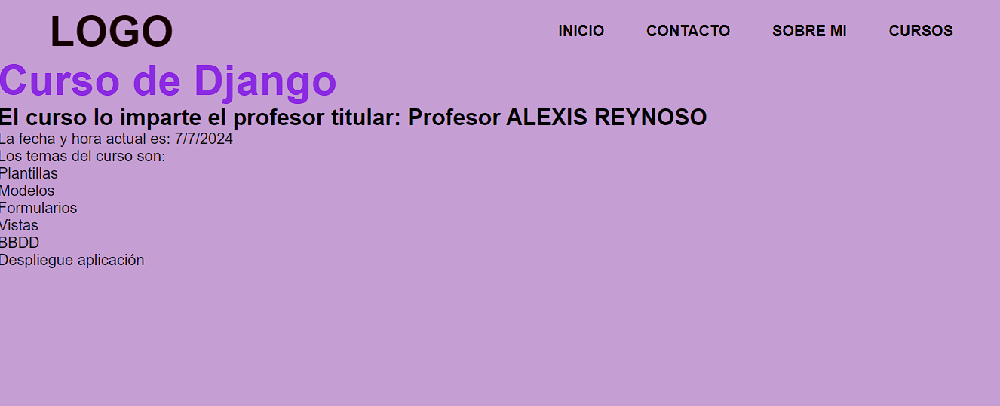 LOGO
INICIO CONTACTO SOBRE MI CURSOS
Curso de Django
El curso lo imparte el profesor titular: Profesor ALEXIS REYNOSO
La fecha y hora actual es: 7/7/2024
Los temas del curso son:
Plantillas
Modelos
Formularios
Vistas
BBDD
Despliegue aplicación